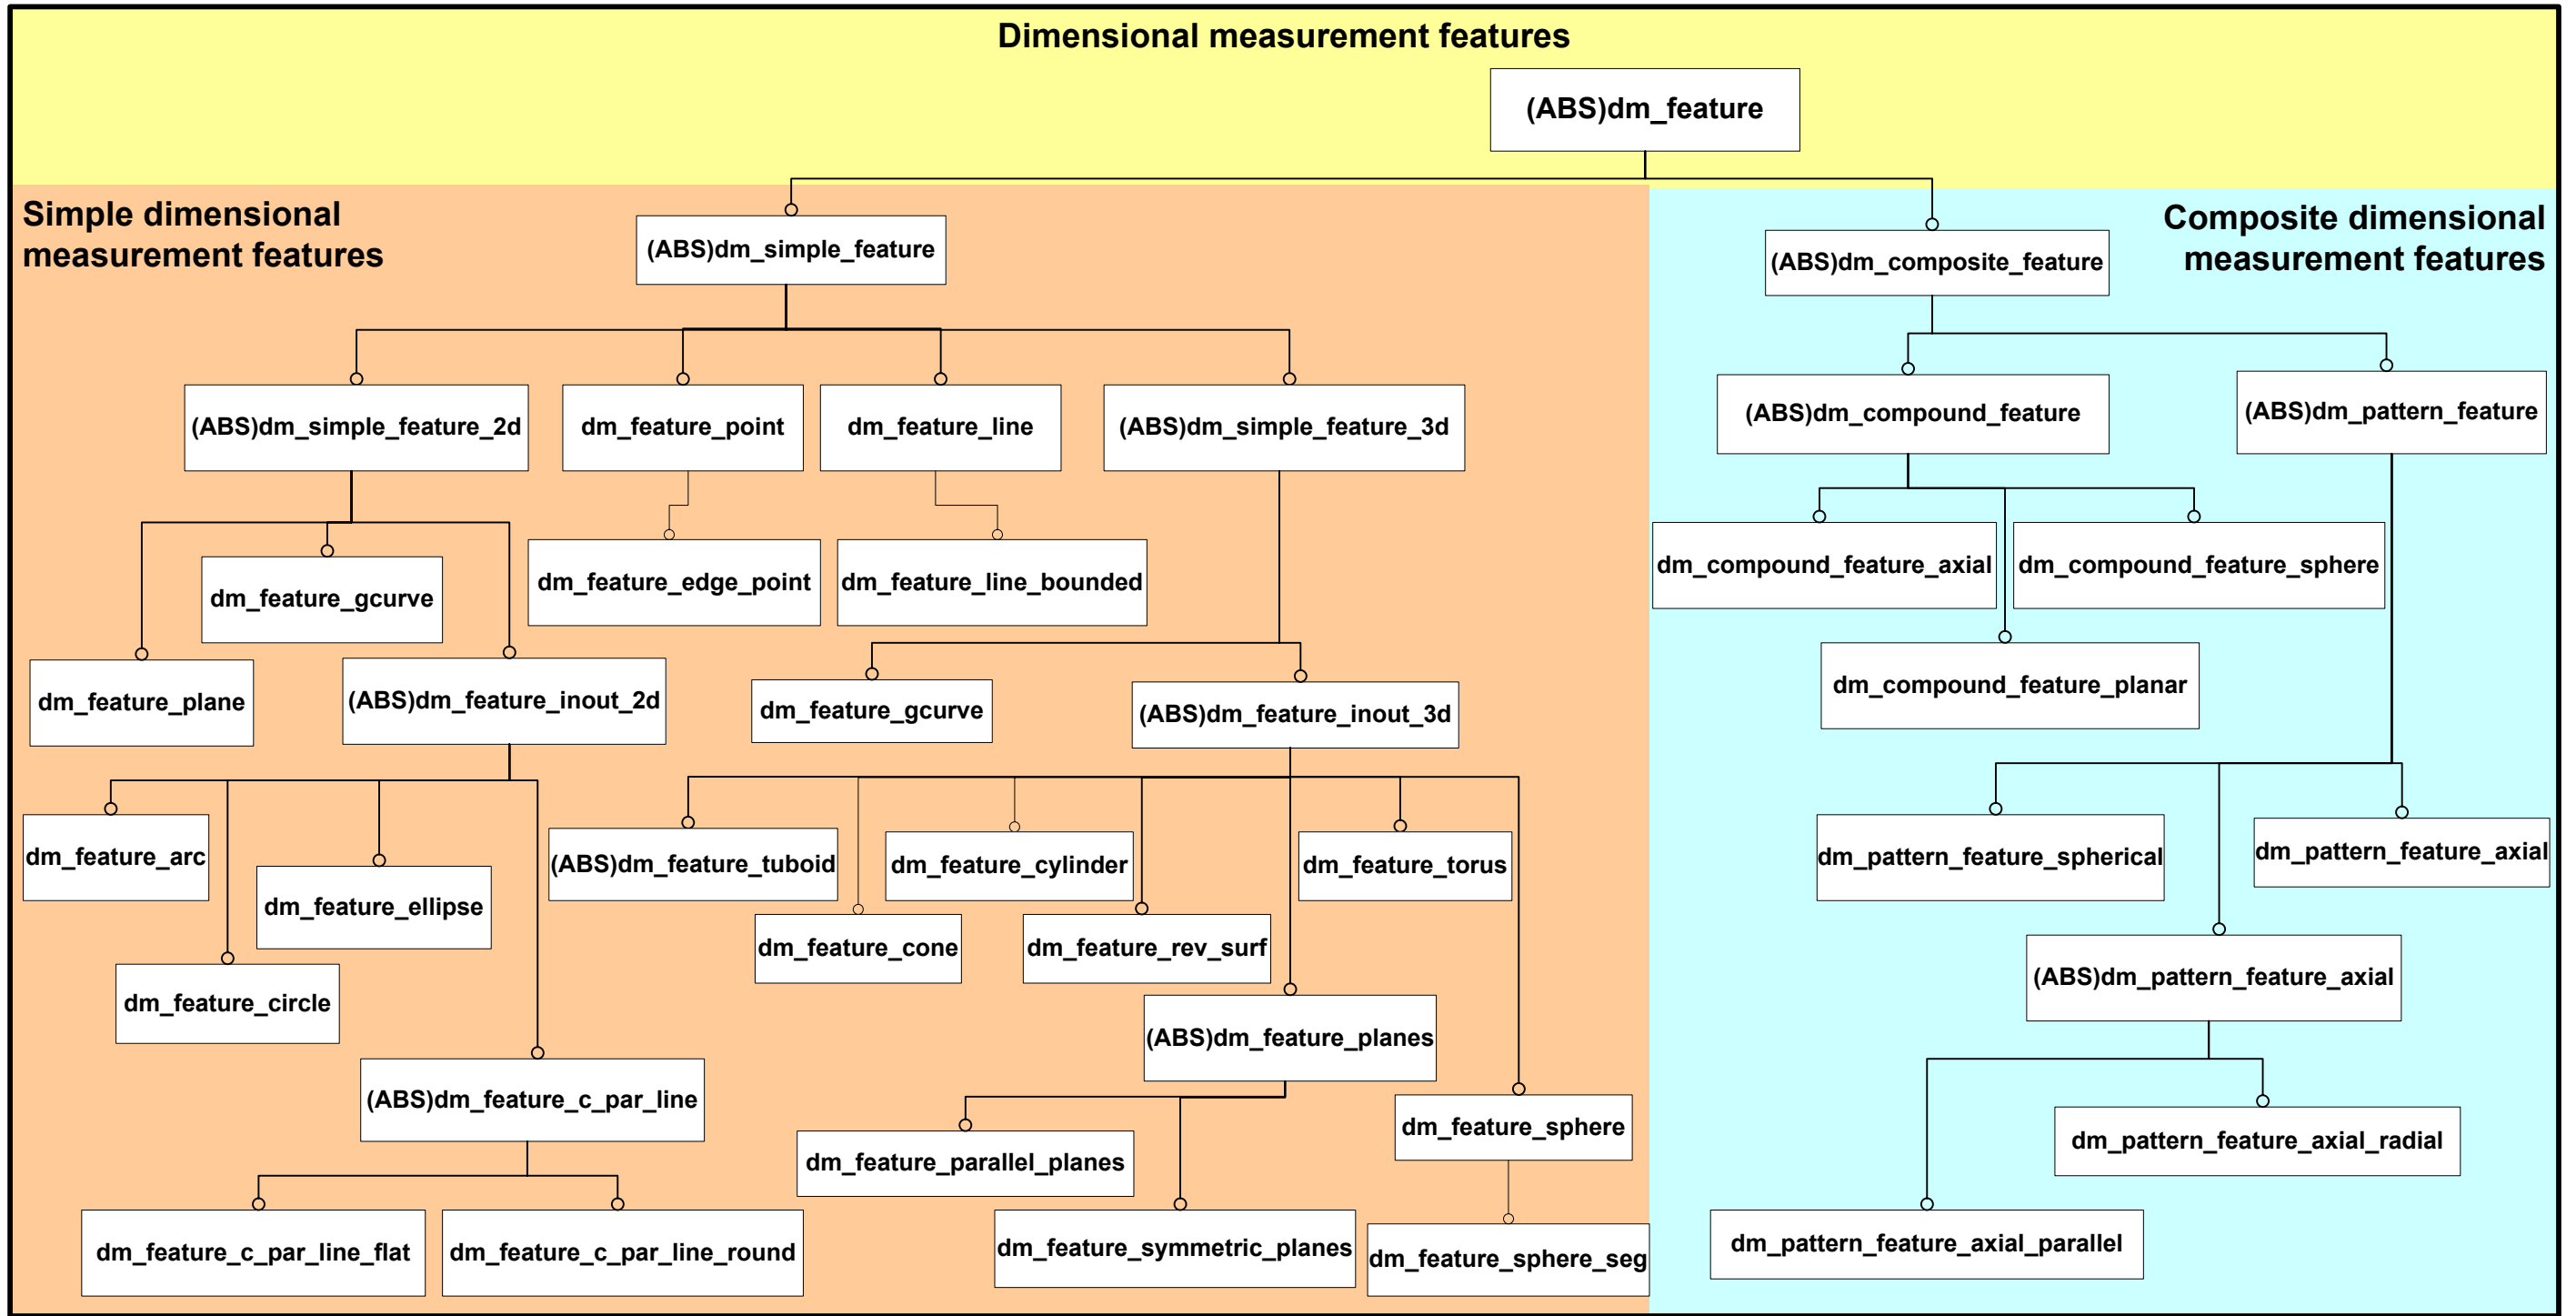 Dimensional measurement features
(ABS)dm_feature
Simple dimensional
measurement features
Composite dimensional
measurement features
(ABS)dm_simple_feature
(ABS)dm_composite_feature
(ABS)dm_simple_feature_2d
dm_feature_point
dm_feature_line
(ABS)dm_simple_feature_3d
(ABS)dm_compound_feature
(ABS)dm_pattern_feature
dm_feature_gcurve
dm_feature_edge_point
dm_feature_line_bounded
dm_compound_feature_axial
dm_compound_feature_sphere
dm_feature_plane
(ABS)dm_feature_inout_2d
dm_feature_gcurve
(ABS)dm_feature_inout_3d
dm_compound_feature_planar
dm_feature_arc
dm_feature_ellipse
(ABS)dm_feature_tuboid
dm_feature_cylinder
dm_feature_torus
dm_pattern_feature_spherical
dm_pattern_feature_axial
dm_feature_circle
dm_feature_cone
dm_feature_rev_surf
(ABS)dm_pattern_feature_axial
(ABS)dm_feature_planes
(ABS)dm_feature_c_par_line
dm_feature_sphere
dm_feature_parallel_planes
dm_pattern_feature_axial_radial
dm_feature_c_par_line_flat
dm_feature_c_par_line_round
dm_feature_symmetric_planes
dm_feature_sphere_seg
dm_pattern_feature_axial_parallel